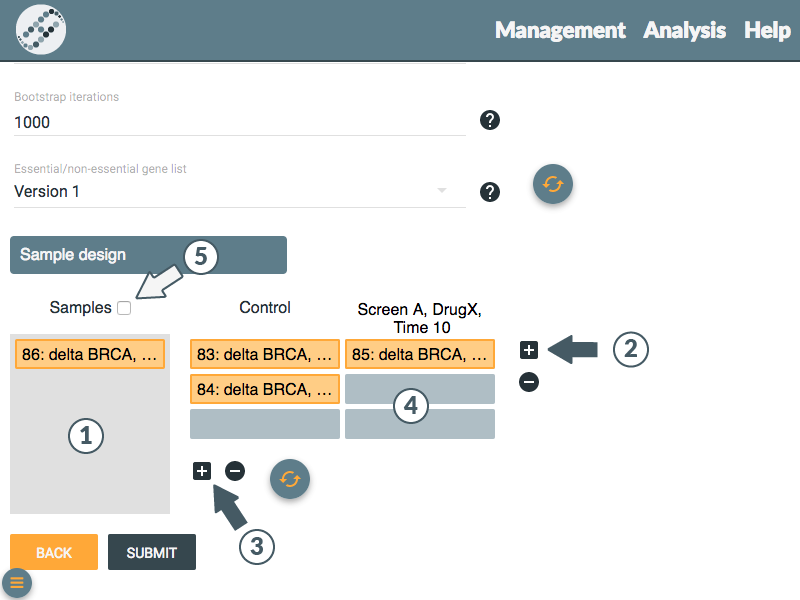 Management Analysis Help
Bootstrap iterations
1000
?
Essential/non-essential gene list
Version 1
?
Sample design
5
Samples
Control
Screen A, DrugX,
Time 10
86: delta BRCA, ...
83: delta BRCA, ...
85: delta BRCA, ...
2
84: delta BRCA, ...
4
1
3
BACK
SUBMIT